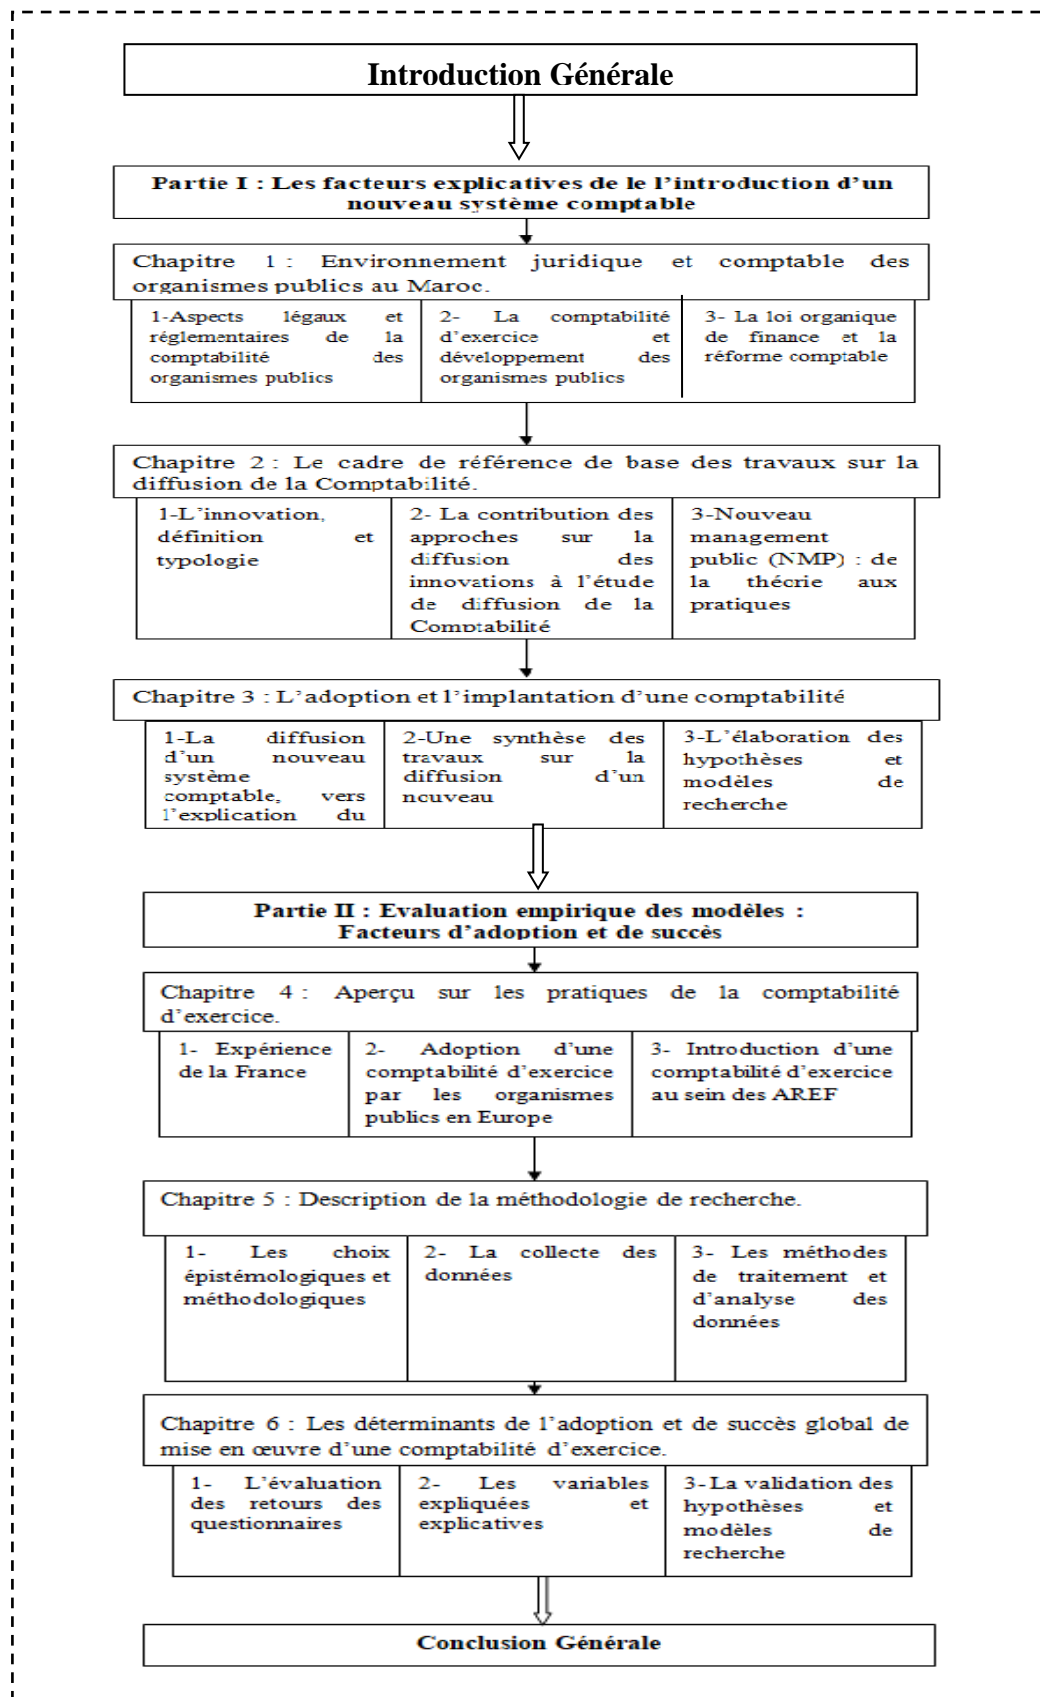 Introduction Générale
Partie I : Les facteurs explicatives de le l'introduction d'un
nouveau système comptable
Chapitre 1 : Environnement juridique et comptable des
organismes publics au Maroc.
1-Aspects légaux et
réglementaires de la
comptabilité des
organismes publics
2- La comptabilité
d'exercice et
développement des
organismes publics
3- La loi organique
de finance et la
réforme comptable
Chapitre 2 : Le cadre de référence de base des travaux sur la
diffusion de la Comptabilité.
1-L'innovation,
définition et
typologie
2- La contribution des
approches sur la
diffusion des
innovations à l'étude
de diffusion de la
Comptabilité
3-Nouveau
management
public (NMP) : de
la thécrie aux
pratiques
Chapitre 3 : L'adoption et l'implantation d'une comptabilité
1-La diffusion
d'un nouveau
système
comptable, vers
l'explication du
2-Une synthèse des
travaux sur la
diffusion d'un
nouveau
3-L'élaboration des
hypothèses et
modèles de
recherche
Partie II : Evaluation empirique des modèles :
Facteurs d'adoption et de succès
Chapitre 4 : Aperçu sur les pratiques de la comptabilité
d'exercice.
1- Expérience
de la France
2- Adoption d'une
comptabilité d'exercice
par les organismes
publics en Europe
3- Introduction d'une
comptabilité d'exercice
au sein des AREF
Chapitre 5 : Description de la méthodologie de recherche.
1- Les choix
épistémologiques et
méthodologiques
2- La collecte des
données
3- Les méthodes
de traitement et
d'analyse des
données
Chapitre 6 : Les déterminants de l'adoption et de succès global de
mise en œuvre d'une comptabilité d'exercice.
1- L'évaluation
des retours des
questionnaires
2- Les variables
expliquées et
explicatives
3-La validation des
hypothèses et
modèles de
recherche
Conclusion Générale